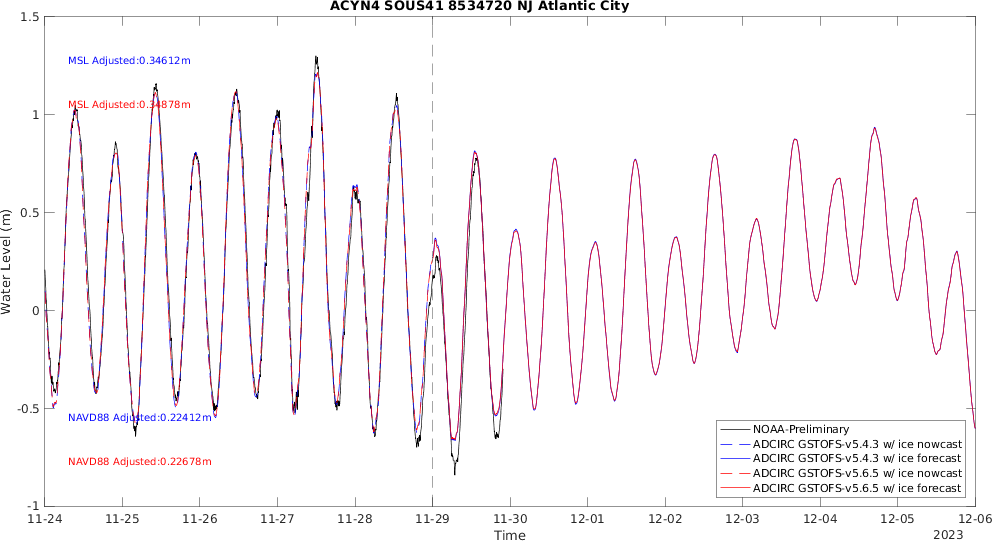 ACYN4 SOUS41 8534720 NJ Atlantic City
1.5
1
0.5
0
-0.5
-1
Water Level (m)
MSL Adjusted:0.34612m
MSL Adjusted:0.34878m
NAVD88 Adjusted:0.22412m
NAVD88 Adjusted:0.22678m
NOAA-Preliminary
ADCIRC GSTOFS-v5.4.3 w/ ice nowcast
ADCIRC GSTOFS-v5.4.3 w/ ice forecast
ADCIRC GSTOFS-v5.6.5 w/ ice nowcast
ADCIRC GSTOFS-v5.6.5 w/ ice forecast
11-24 11-25 11-26 11-27 11-28 11-29 11-30 12-01 12-02 12-03 12-04 12-05 12-06
Time
2023